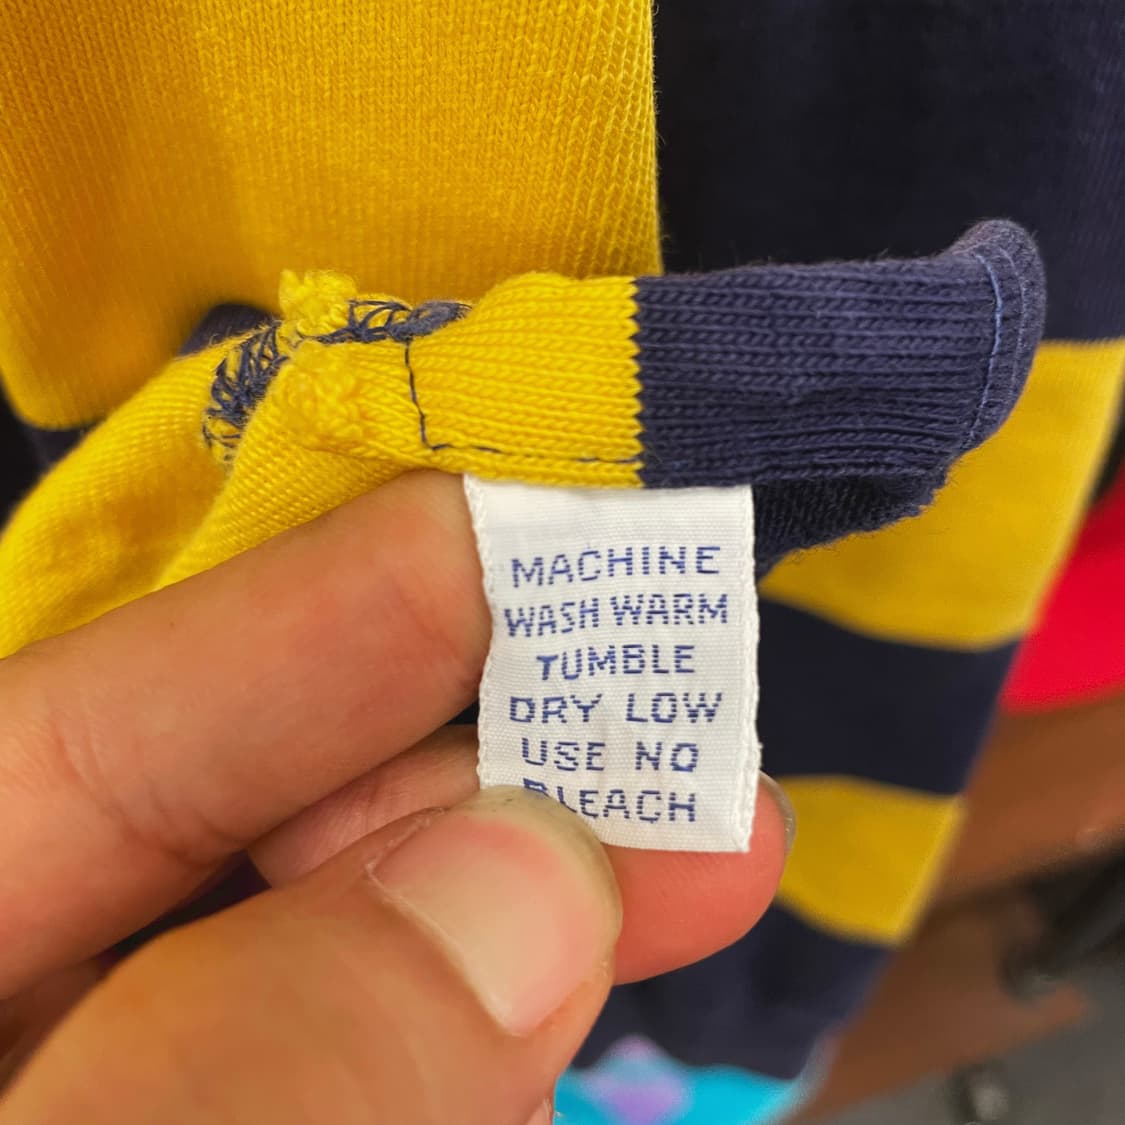 MACHINE
WASH WARM
TUMBLE
DRY LOW
USE NO
BLEACH